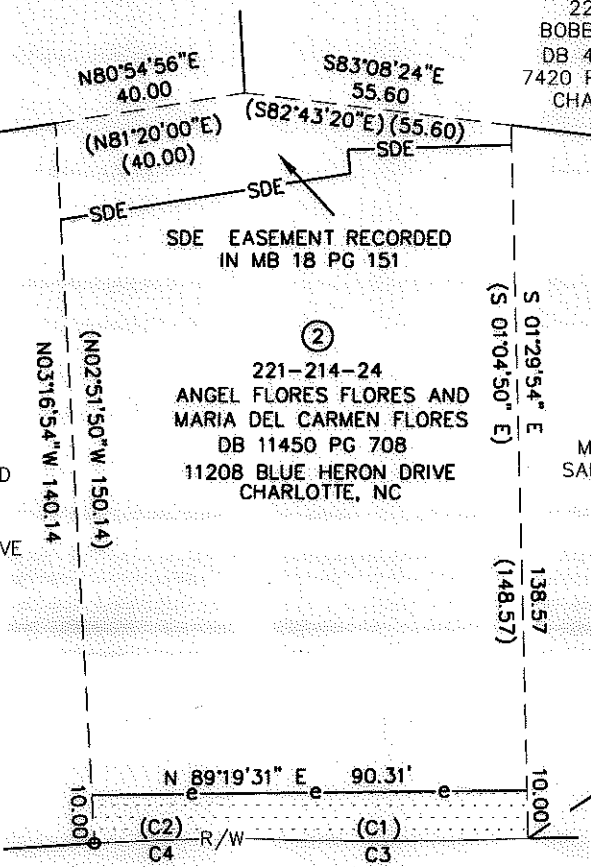 22
BOBB
DB 4
7420 F
CHA
N80°54'56"E
40.00
(N81°20'00"E)
(40.00)
S83°08'24"E
55.60
(S82°43'20"E) (55.60)
SDE
SDE
SDE
SDE EASEMENT RECORDED
IN MB 18 PG 151
2
221-214-24
ANGEL FLORES FLORES AND
MARIA DEL CARMEN FLORES
DB 11450 PG 708
11208 BLUE HERON DRIVE
CHARLOTTE, NC
(N02°51'50"W 150.14)
N03°16'54"W 140.14
S 01°29'54" E
(S 01°04'50" E)
138.57
(148.57)
D
VE
M
SA
N 89°19'31" E 90.31'
e e e
10.00
10.00
(C2) R/W (C1)
C4 C3